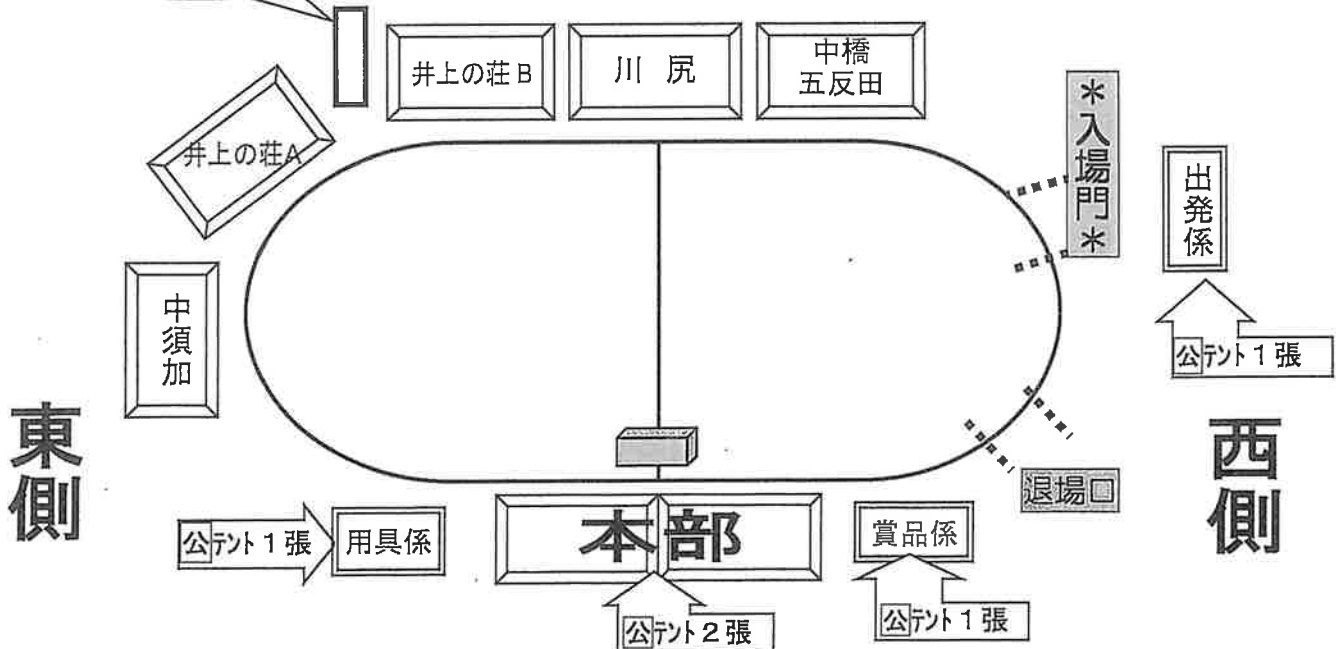 井上の荘B
川尻
中橋
五反田
＊入場門＊
井上の荘A
出発係
中須加
公テント1張
東側
西側
退場口
公テント1張
用具係
本部
賞品係
公テント2張
公テント1張